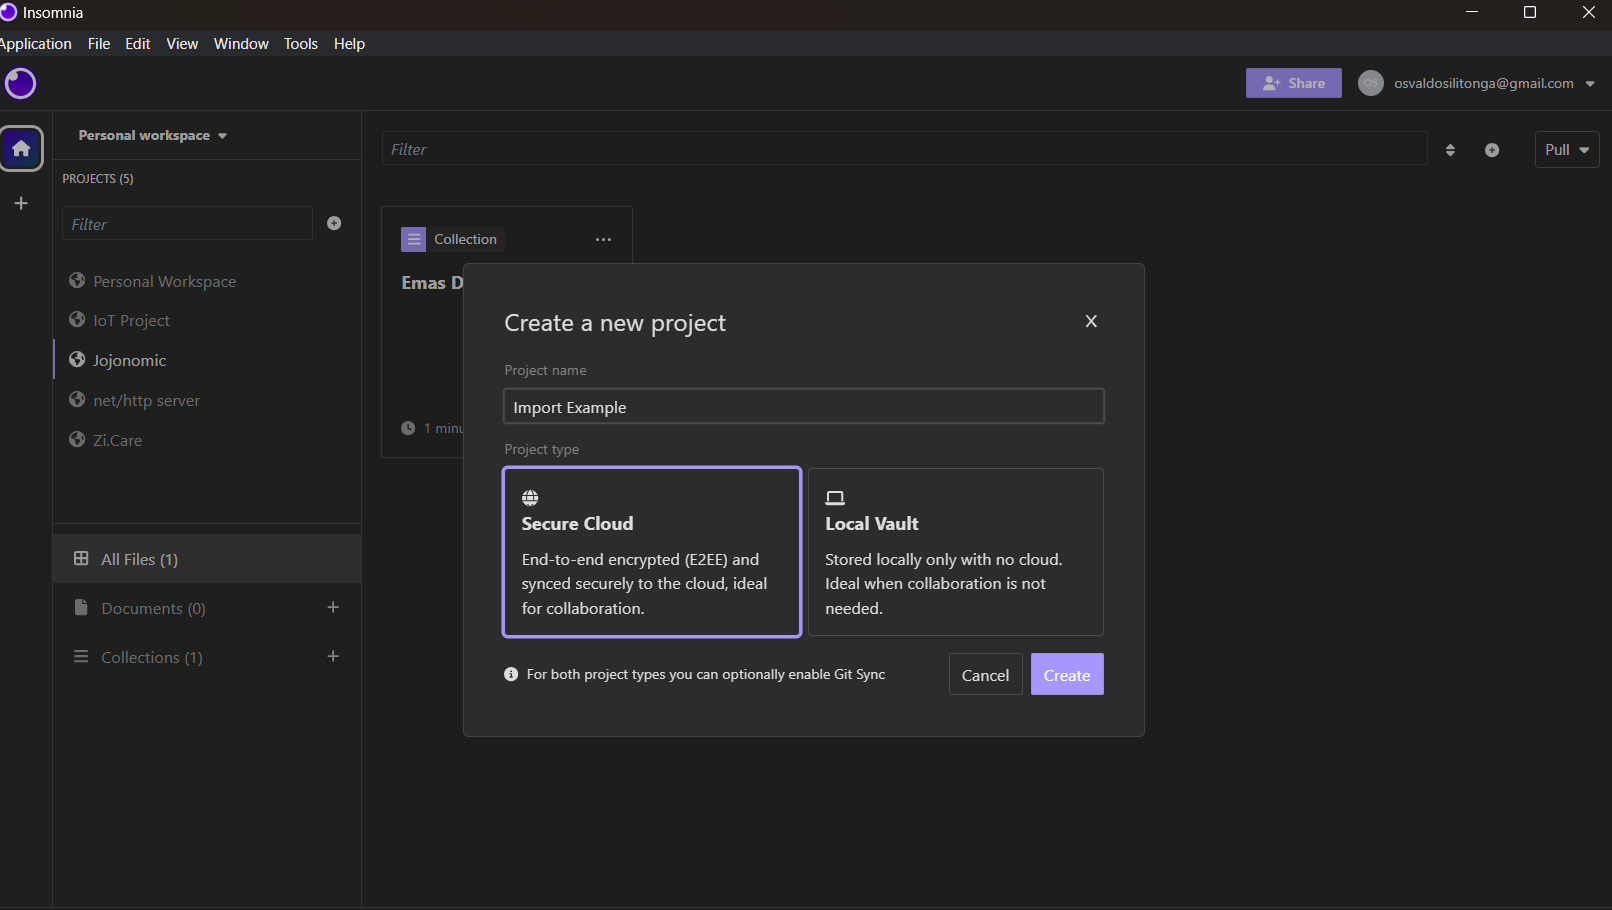 Insomnia
Application File Edit View Window Tools Help
Share
OS
osvaldosilitonga@gmail.com
Personal workspace
PROJECTS (5)
Filter
Personal Workspace
IoT Project
Jojonomic
net/http server
Zi.Care
All Files (1)
Documents (0)
Collections (1)
Filter
Pull
Collection
Emas D
1 minu
Create a new project
Project name
Import Example
Project type
Secure Cloud
End-to-end encrypted (E2EE) and
synced securely to the cloud, ideal
for collaboration.
Local Vault
Stored locally only with no cloud.
Ideal when collaboration is not
needed.
For both project types you can optionally enable Git Sync
Cancel
Create